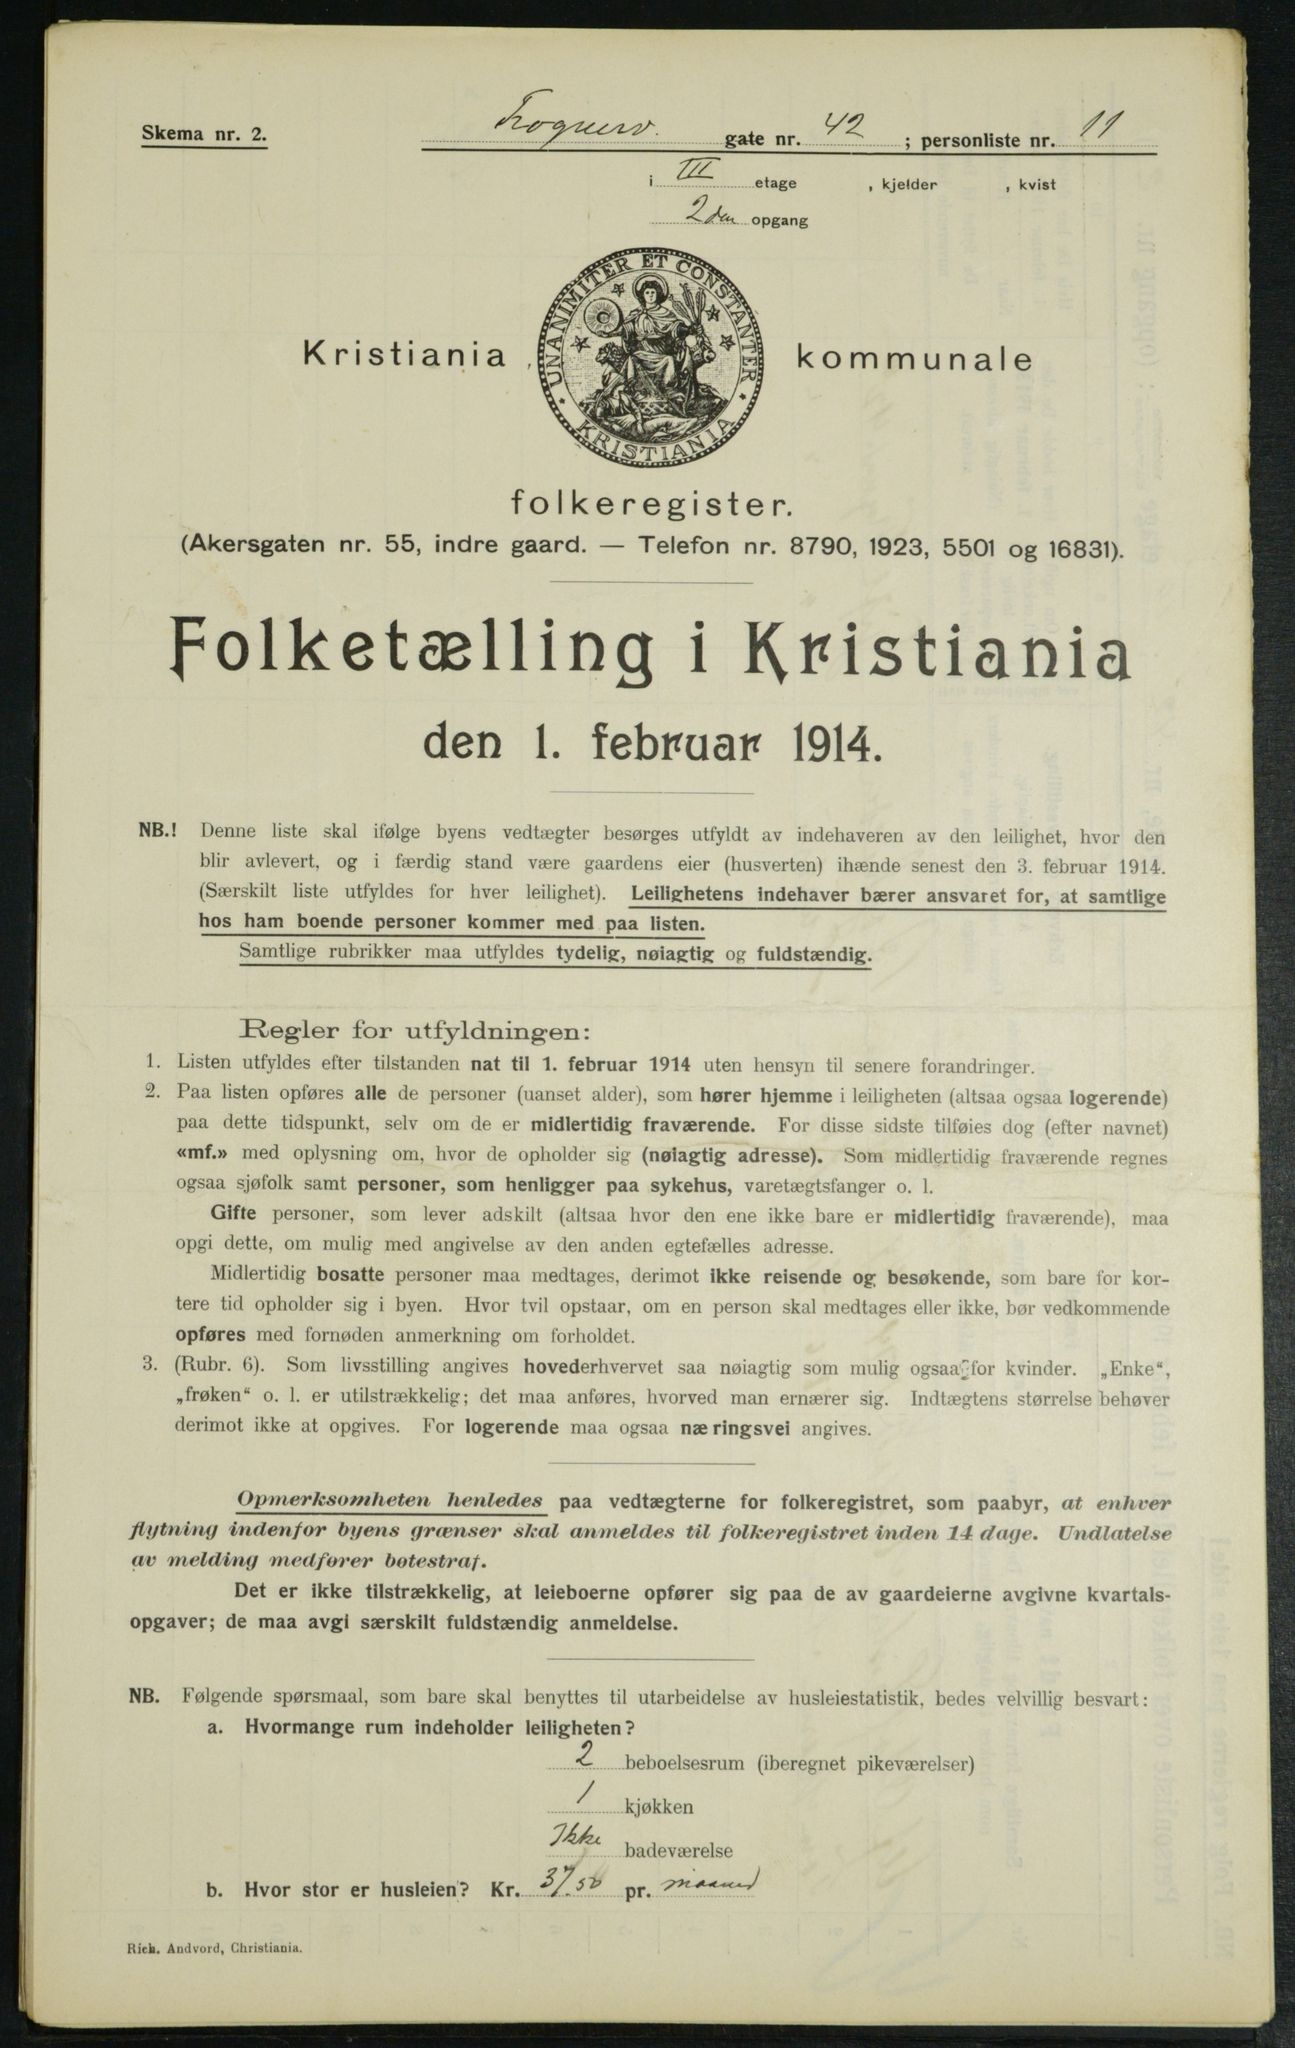 Skema nr. 2.
Frognerv. gate nr. 42 ; personliste nr. 11
i III etage , kjelder , kvist
2den opgang
UNANIMITER ET CONSTANTER
KRISTIANIA
Kristiania kommunale
folkeregister.
(Akersgaten nr. 55, indre gaard. — Telefon nr. 8790, 1923, 5501 og 16831).
Folketælling i Kristiania
den 1. februar 1914.
NB.! Denne liste skal ifølge byens vedtægter besørges utfyldt av indehaveren av den leilighet, hvor den
blir avlevert, og i færdig stand være gaardens eier (husverten) ihænde senest den 3. februar 1914.
(Særskilt liste utfyldes for hver leilighet). Leilighetens indehaver bærer ansvaret for, at samtlige
hos ham boende personer kommer med paa listen.
Samtlige rubrikker maa utfyldes tydelig, nøiagtig og fuldstændig.
Regler for utfyldningen:
1. Listen utfyldes efter tilstanden nat til 1. februar 1914 uten hensyn til senere forandringer.
2. Paa listen opføres alle de personer (uanset alder), som hører hjemme i leiligheten (altsaa ogsaa logerende)
paa dette tidspunkt, selv om de er midlertidig fraværende. For disse sidste tilføies dog (efter navnet)
«mf.» med oplysning om, hvor de opholder sig (nøiagtig adresse). Som midlertidig fraværende regnes
ogsaa sjøfolk samt personer, som henligger paa sykehus, varetægtsfanger o. l.
Gifte personer, som lever adskilt (altsaa hvor den ene ikke bare er midlertidig fraværende), maa
opgi dette, om mulig med angivelse av den anden egtefælles adresse.
Midlertidig bosatte personer maa medtages, derimot ikke reisende og besøkende, som bare for kor-
tere tid opholder sig i byen. Hvor tvil opstaar, om en person skal medtages eller ikke, bør vedkommende
opføres med fornøden anmerkning om forholdet.
3. (Rubr. 6). Som livsstilling angives hovederhvervet saa nøiagtig som mulig ogsaa for kvinder. „Enke“,
„frøken“ o. l. er utilstrækkelig; det maa anføres, hvorved man ernærer sig. Indtægtens størrelse behøver
derimot ikke at opgives. For logerende maa ogsaa næringsvei angives.
Opmerksomheten henledes paa vedtægterne for folkeregistret, som paabyr, at enhver
flytning indenfor byens grænser skal anmeldes til folkeregistret inden 14 dage. Undlatelse
av melding medfører bøtestraf.
Det er ikke tilstrækkelig, at leieboerne opfører sig paa de av gaardeierne avgivne kvartals-
opgaver; de maa avgi særskilt fuldstændig anmeldelse.
NB. Følgende spørsmaal, som bare skal benyttes til utarbeidelse av husleiestatistik, bedes velvillig besvart:
a. Hvormange rum indeholder leiligheten?
2 beboelsesrum (iberegnet pikeværelser)
1 kjøkken
Ikke badeværelse
b. Hvor stor er husleien? Kr. 37.50 pr. maaned
Rich. Andvord, Christiania.